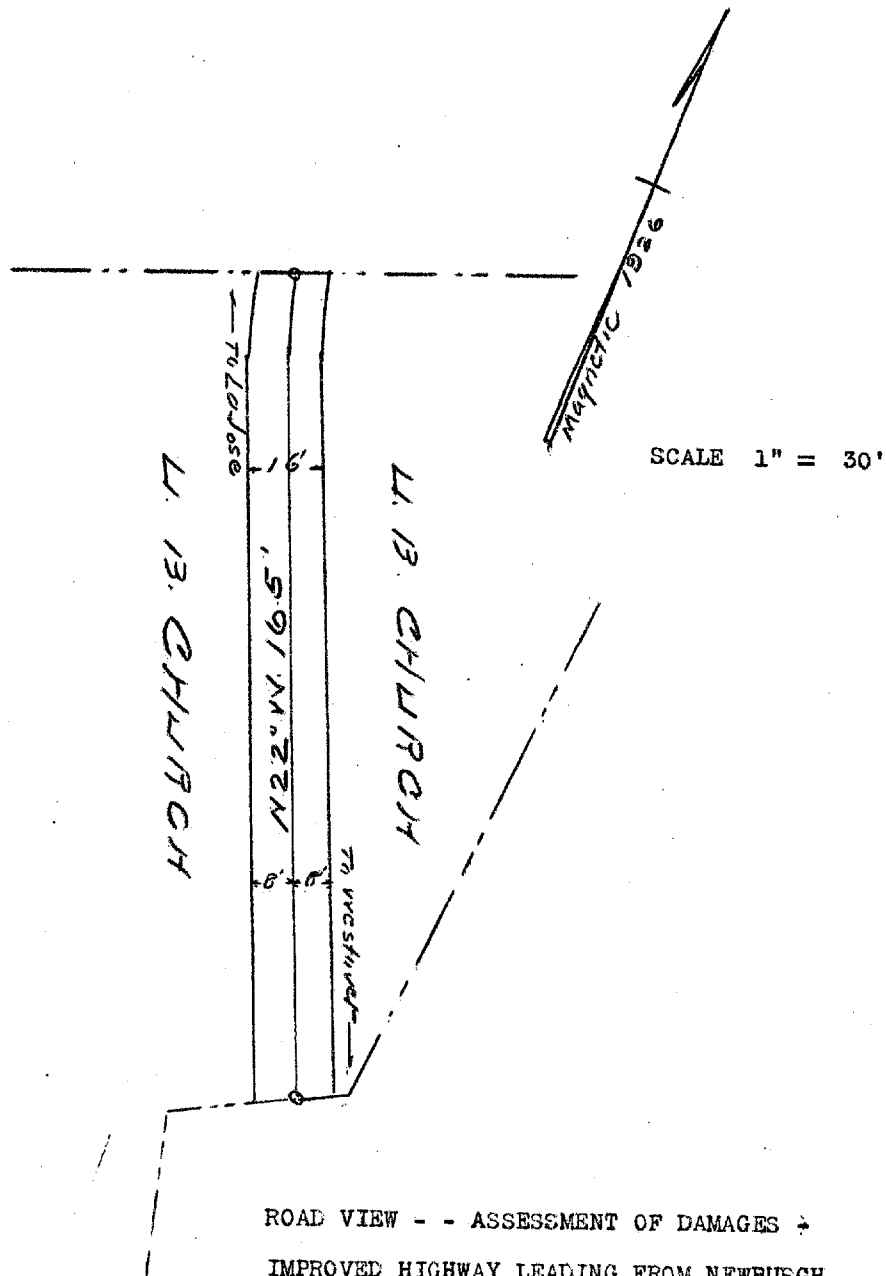 Magnetic 1926
← To LaJose
SCALE 1" = 30'
16'
U. B. CHURCH
U. B. CHURCH
N22°W. 165'
8' 8'
To Westover
ROAD VIEW - - ASSESSMENT OF DAMAGES -
IMPROVED HIGHWAY LEADING FROM NEWBURGH